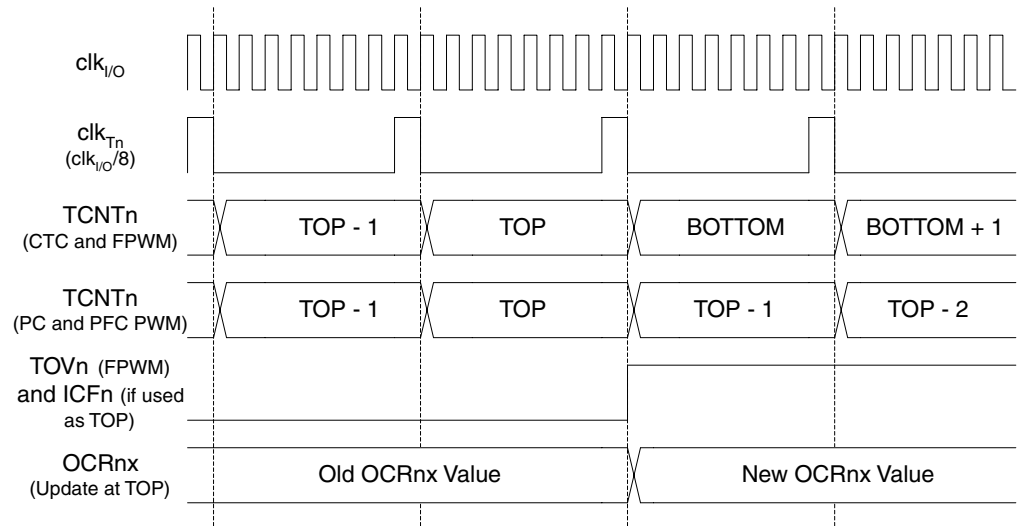 clkI/O
clkTn
(clkI/O/8)
TCNTn
(CTC and FPWM)
TOP - 1 TOP BOTTOM BOTTOM + 1
TCNTn
(PC and PFC PWM)
TOP - 1 TOP TOP - 1 TOP - 2
TOVn (FPWM)
and ICFn (if used
as TOP)
OCRnx
(Update at TOP)
Old OCRnx Value New OCRnx Value